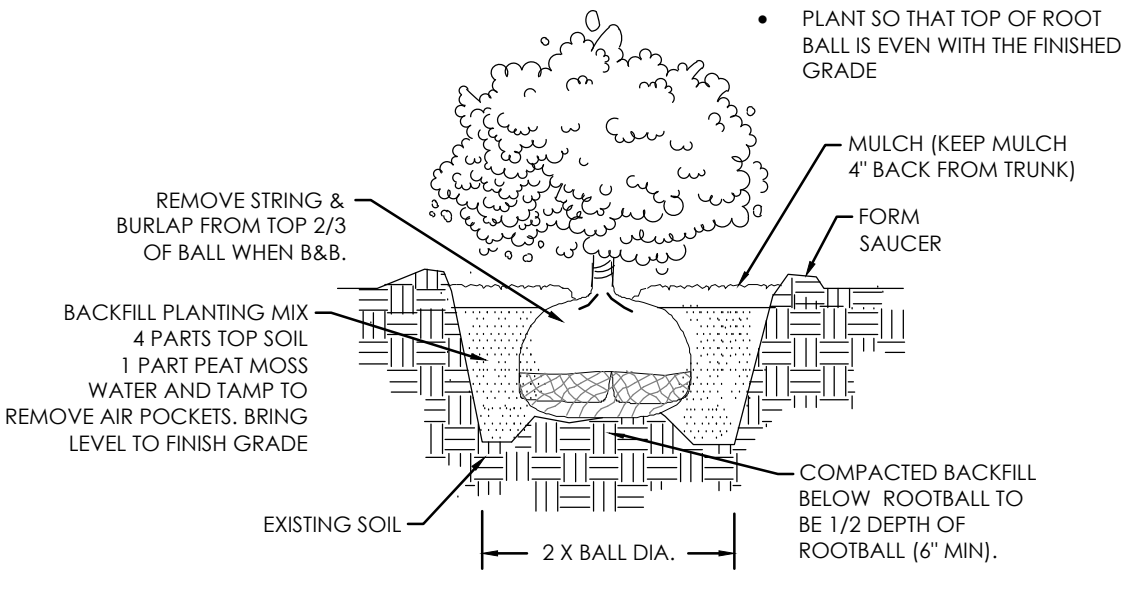 • PLANT SO THAT TOP OF ROOT
BALL IS EVEN WITH THE FINISHED
GRADE
MULCH (KEEP MULCH
4" BACK FROM TRUNK)
REMOVE STRING &
BURLAP FROM TOP 2/3
OF BALL WHEN B&B.
FORM
SAUCER
BACKFILL PLANTING MIX
4 PARTS TOP SOIL
1 PART PEAT MOSS
WATER AND TAMP TO
REMOVE AIR POCKETS. BRING
LEVEL TO FINISH GRADE
COMPACTED BACKFILL
BELOW ROOTBALL TO
BE 1/2 DEPTH OF
ROOTBALL (6" MIN).
EXISTING SOIL
2 X BALL DIA.